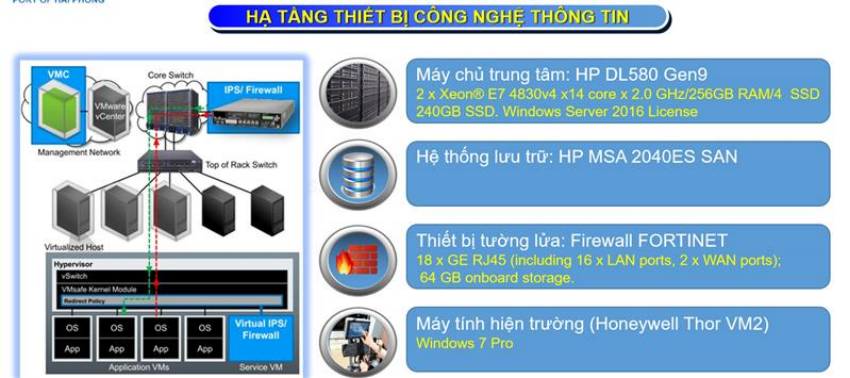 PORT OF HAI PHONG
HẠ TẦNG THIẾT BỊ CÔNG NGHỆ THÔNG TIN
VMC
VMware
vCenter
Management Network
Core Switch
IPS/ Firewall
Top of Rack Switch
Virtualized Host
Hypervisor
vSwitch
VMsafe Kernel Module
Redirect Policy
OS
App
OS
App
OS
App
OS
App
Virtual IPS/
Firewall
Application VMs
Service VM
Máy chủ trung tâm: HP DL580 Gen9
2 x Xeon® E7 4830v4 x14 core x 2.0 GHz/256GB RAM/4 SSD
240GB SSD. Windows Server 2016 License
Hệ thống lưu trữ: HP MSA 2040ES SAN
Thiết bị tường lửa: Firewall FORTINET
18 x GE RJ45 (including 16 x LAN ports, 2 x WAN ports);
64 GB onboard storage.
Máy tính hiện trường (Honeywell Thor VM2)
Windows 7 Pro